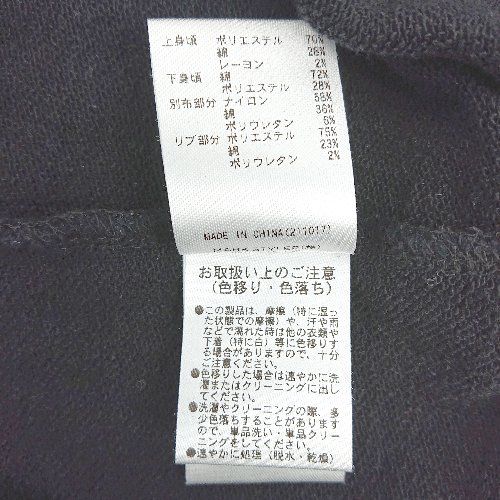 上身頃 ポリエステル 70%
綿 28%
レーヨン 2%
下身頃 綿 72%
ポリエステル 28%
別布部分 ナイロン 58%
綿 36%
ポリウレタン 6%
リブ部分 ポリエステル 75%
綿 23%
ポリウレタン 2%
MADE IN CHINA(211017)
お取扱い上のご注意
(色移り・色落ち)
●この製品は、摩擦(特に湿っ
た状態での摩擦)や、汗や雨
などで濡れた時は他の衣類や
下着(特に白)等に色移りす
る場合がありますので、十分
ご注意ください。
●色移りした場合は速やかに洗
濯またはクリーニングに出し
てください。
●洗濯やクリーニングの際、多
少色落ちすることがあります
ので、単品洗い・単品クリー
ニングをしてください。
●速やかに処理(脱水・乾燥)